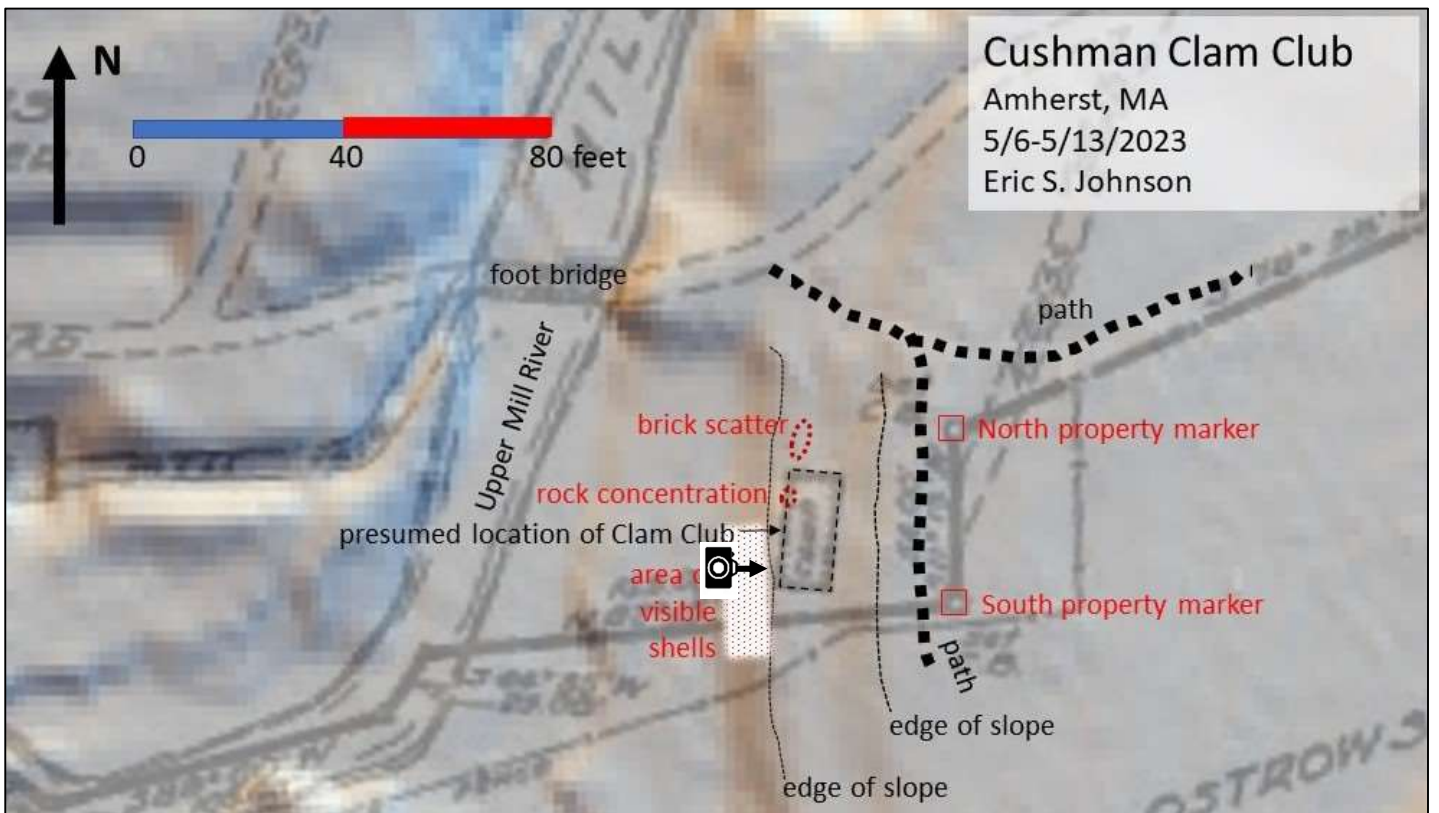 N
0 40 80 feet
Cushman Clam Club
Amherst, MA
5/6-5/13/2023
Eric S. Johnson
MIL
foot bridge
path
Upper Mill River
brick scatter
North property marker
rock concentration
presumed location of Clam Club
area
visible
shells
South property marker
path
edge of slope
edge of slope
OSTROWS